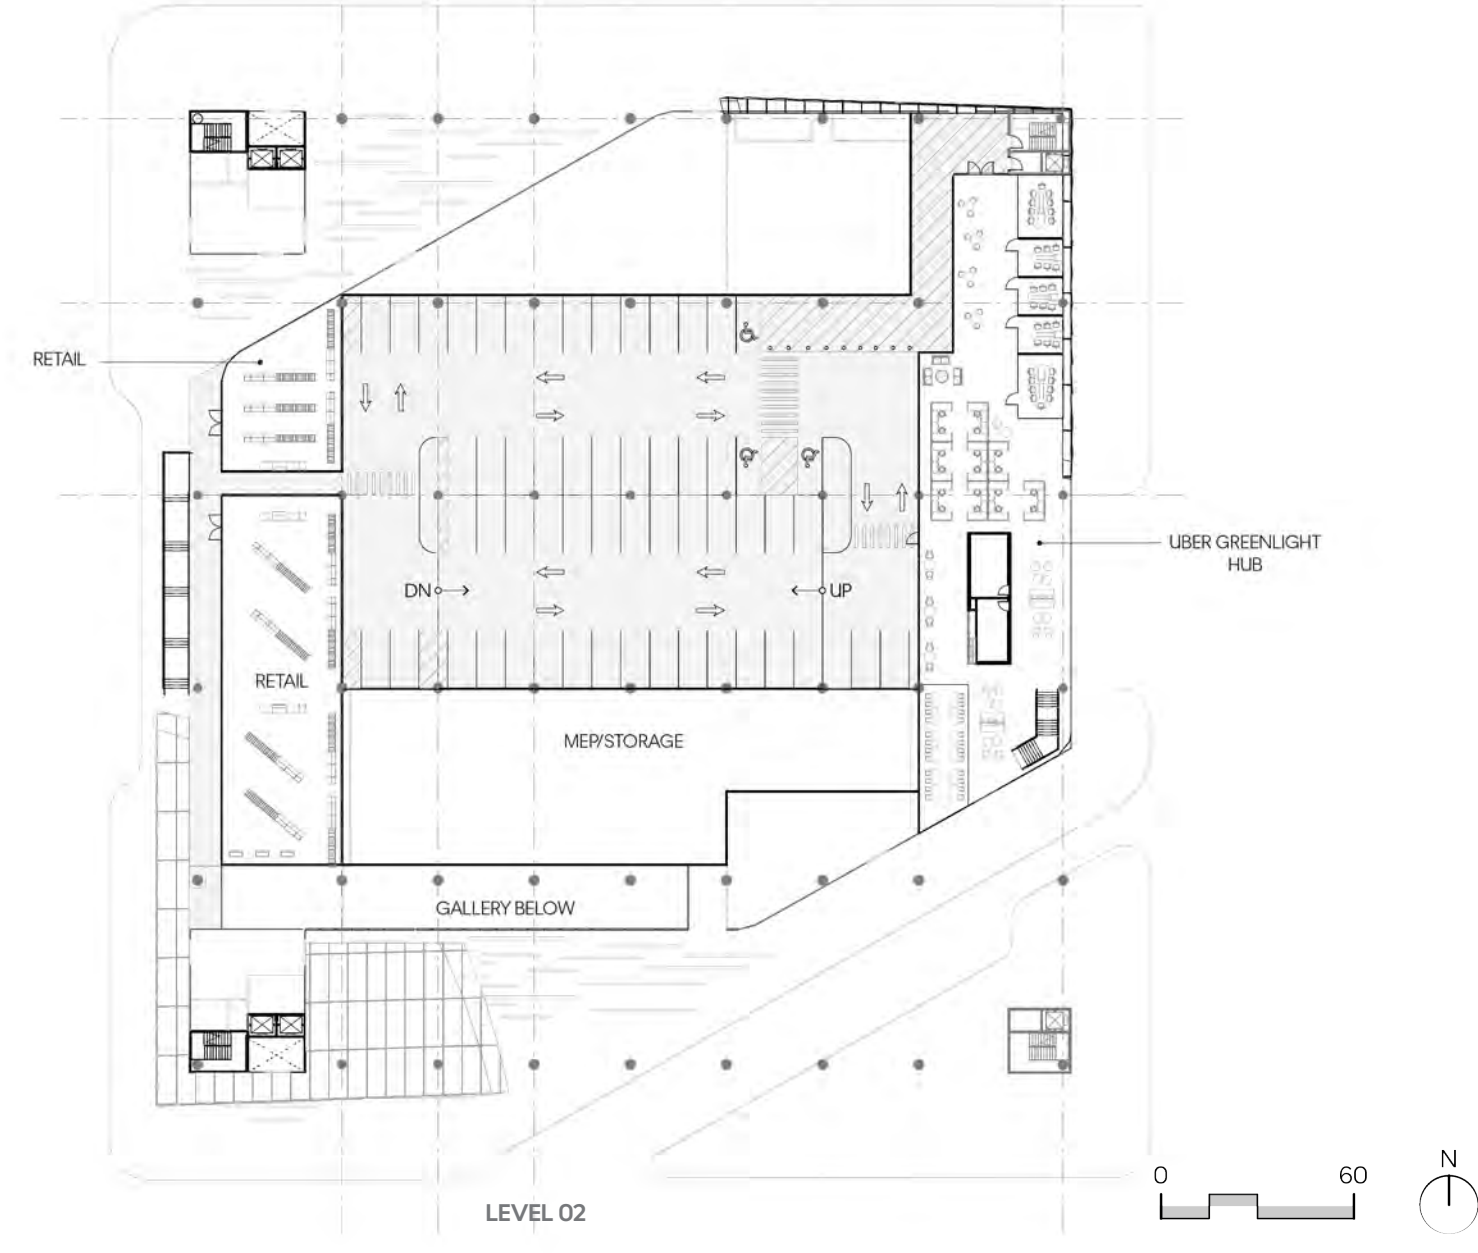 RETAIL
DN
UP
UBER GREENLIGHT
HUB
RETAIL
MEP/STORAGE
GALLERY BELOW
LEVEL 02
0
60
N